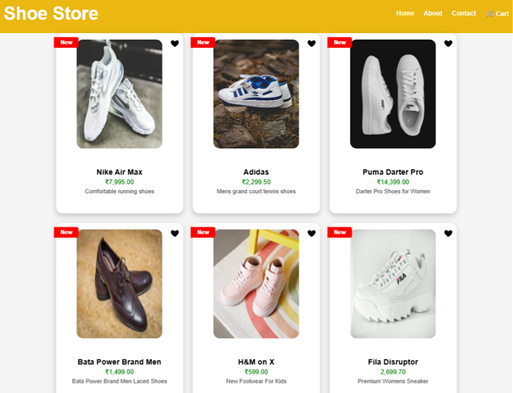 Shoe Store
Home About Contact Cart
New
New
New
Nike Air Max
₹7,995.00
Comfortable running shoes
Adidas
₹2,299.50
Mens grand court tennis shoes
Puma Darter Pro
₹14,399.00
Darter Pro Shoes for Women
New
New
New
FILA
Bata Power Brand Men
₹1,499.00
Bata Power Brand Men Laced Shoes
H&M on X
₹599.00
New Footwear For Kids
Fila Disruptor
2,699.70
Premium Womens Sneaker